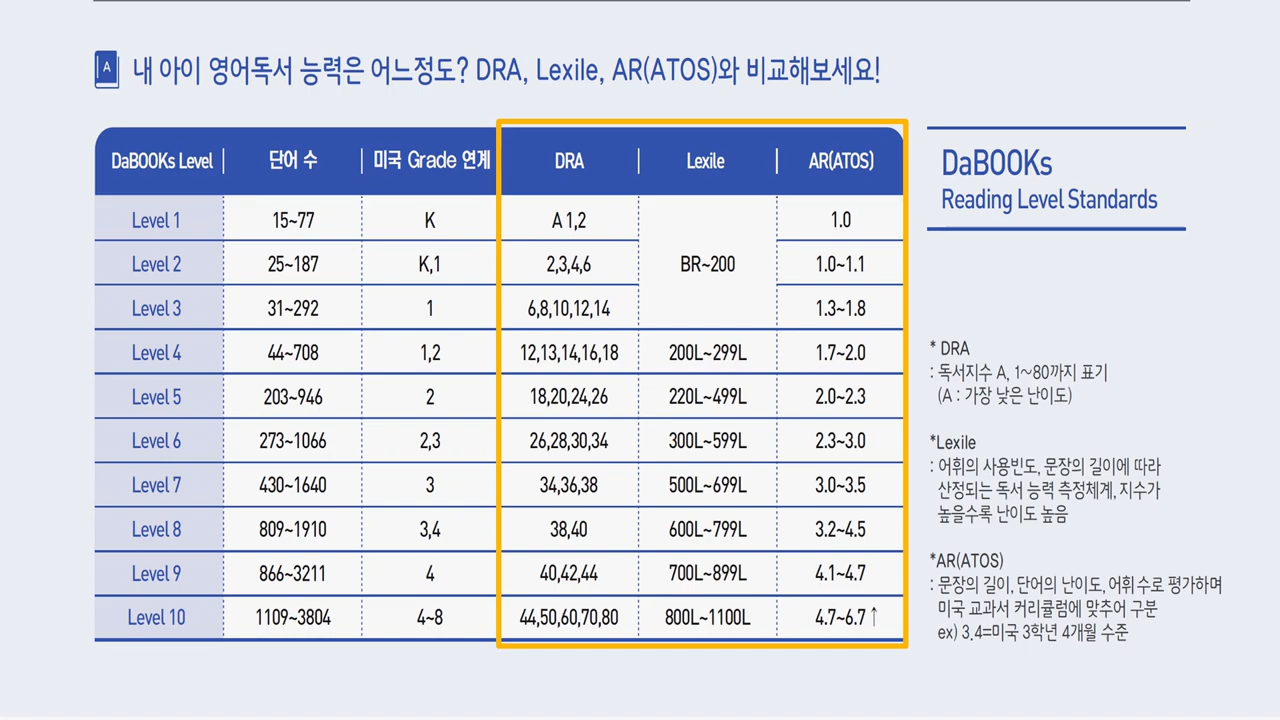 A
내 아이 영어독서 능력은 어느정도? DRA, Lexile, AR(ATOS)와 비교해보세요!
DaBOOKs Level 단어 수 미국 Grade 연계 DRA Lexile AR(ATOS)
Level 1 15~77 K A 1,2 1.0
Level 2 25~187 K,1 2,3,4,6 BR~200 1.0~1.1
Level 3 31~292 1 6,8,10,12,14 1.3~1.8
Level 4 44~708 1,2 12,13,14,16,18 200L~299L 1.7~2.0
Level 5 203~946 2 18,20,24,26 220L~499L 2.0~2.3
Level 6 273~1066 2,3 26,28,30,34 300L~599L 2.3~3.0
Level 7 430~1640 3 34,36,38 500L~699L 3.0~3.5
Level 8 809~1910 3,4 38,40 600L~799L 3.2~4.5
Level 9 866~3211 4 40,42,44 700L~899L 4.1~4.7
Level 10 1109~3804 4~8 44,50,60,70,80 800L~1100L 4.7~6.7 ↑
DaBOOKs
Reading Level Standards
* DRA
: 독서지수 A, 1~80까지 표기
(A : 가장 낮은 난이도)
*Lexile
: 어휘의 사용빈도, 문장의 길이에 따라
산정되는 독서 능력 측정체계, 지수가
높을수록 난이도 높음
*AR(ATOS)
: 문장의 길이, 단어의 난이도, 어휘 수로 평가하며
미국 교과서 커리큘럼에 맞추어 구분
ex) 3.4=미국 3학년 4개월 수준